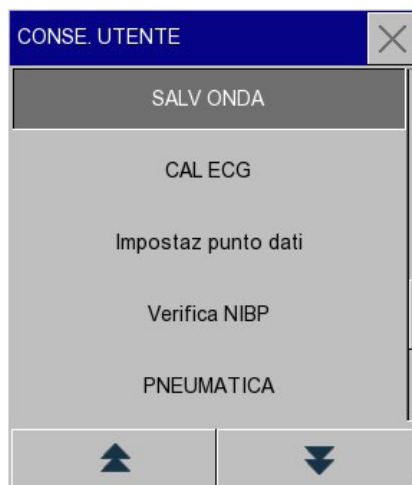 CONSE. UTENTE
SALV ONDA
CAL ECG
Impostaz punto dati
Verifica NIBP
PNEUMATICA